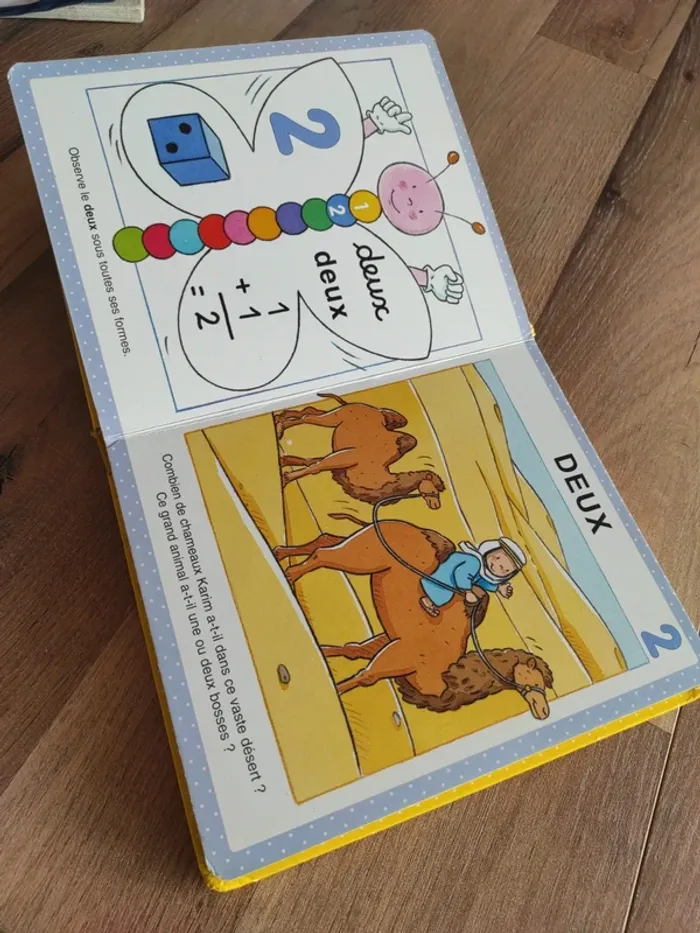 2
1
2
deux
deux
1
+ 1
= 2
Observe le deux sous toutes ses formes.
DEUX
2
Combien de chameaux Karim a-t-il dans ce vaste désert ?
Ce grand animal a-t-il une ou deux bosses ?